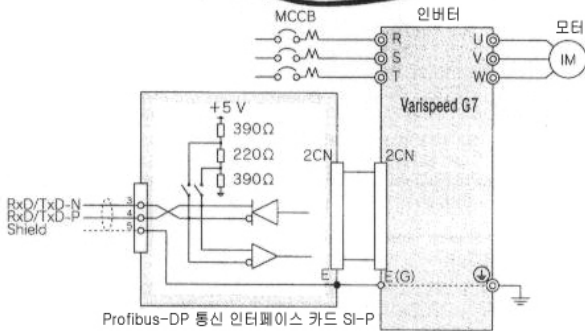 MCCB
인버터
모터
R
S
T
U
V
W
IM
Varispeed G7
+5 V
390Ω
220Ω
390Ω
2CN
2CN
RxD/TxD-N
RxD/TxD-P
Shield
3
4
5
E
E(G)
Profibus-DP 통신 인터페이스 카드 SI-P